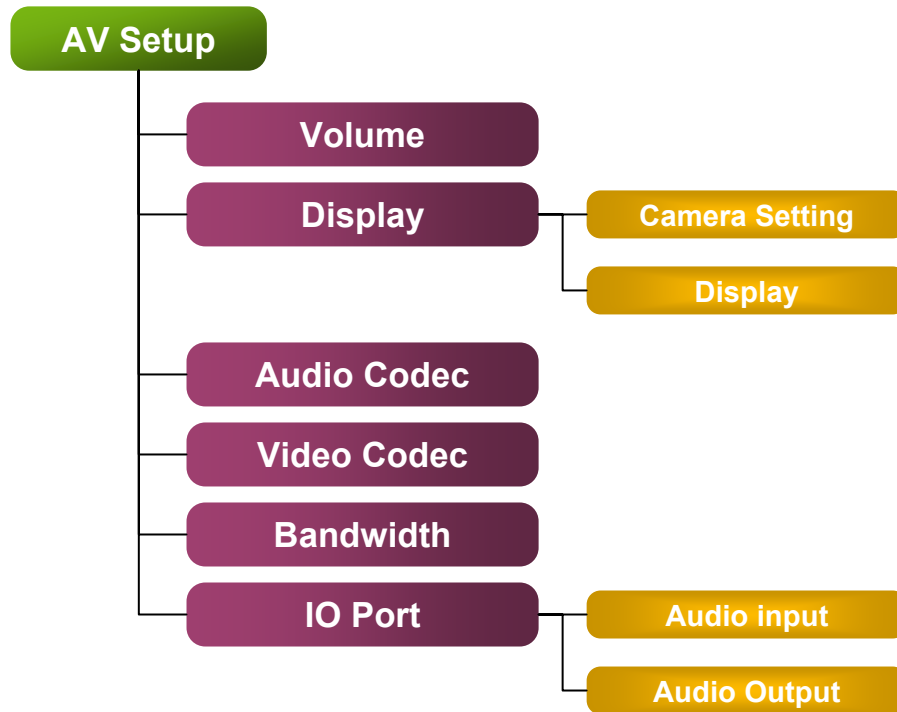 AV Setup
Volume
Display
Camera Setting
Display
Audio Codec
Video Codec
Bandwidth
IO Port
Audio input
Audio Output